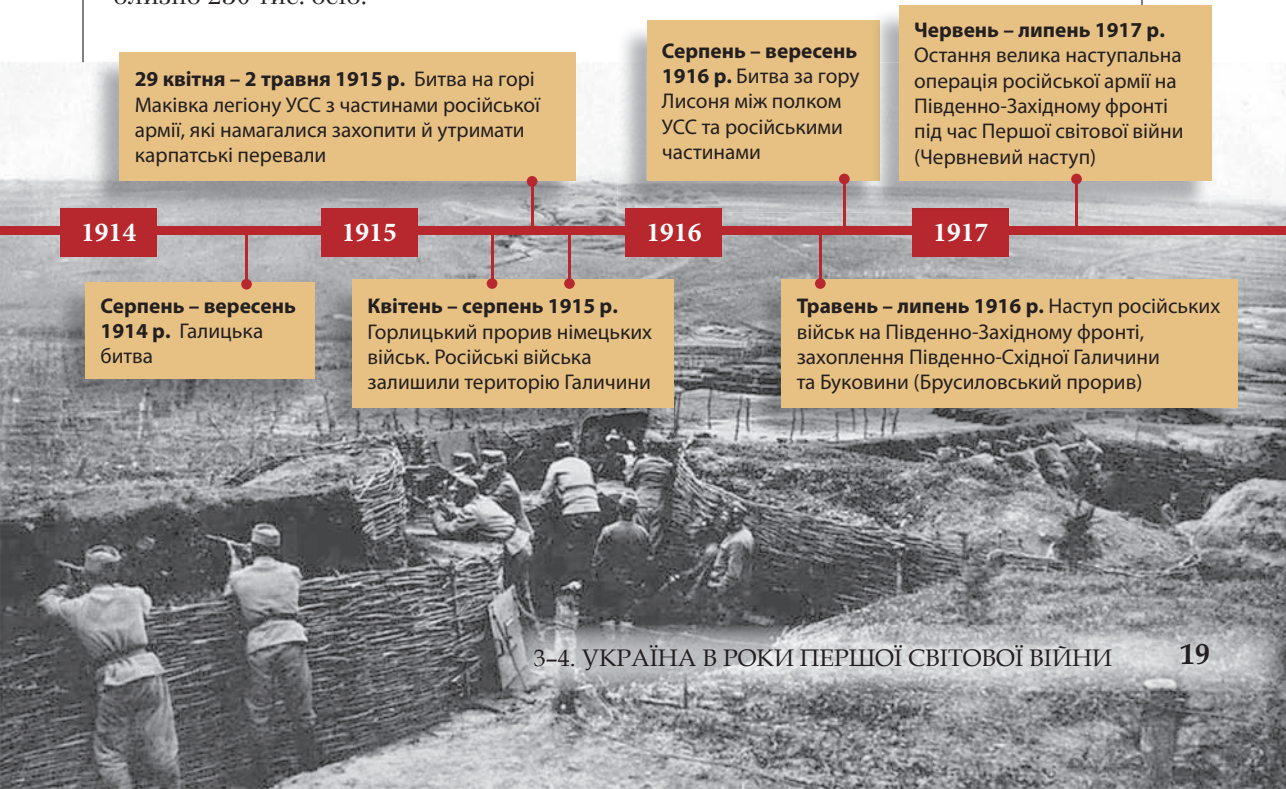 близно 250 тис. осіб.
29 квітня – 2 травня 1915 р. Битва на горі
Маківка легіону УСС з частинами російської
армії, які намагалися захопити й утримати
карпатські перевали
Серпень – вересень
1916 р. Битва за гору
Лисоня між полком
УСС та російськими
частинами
Червень – липень 1917 р.
Остання велика наступальна
операція російської армії на
Південно-Західному фронті
під час Першої світової війни
(Червневий наступ)
1914
1915
1916
1917
Серпень – вересень
1914 р. Галицька
битва
Квітень – серпень 1915 р.
Горлицький прорив німецьких
військ. Російські війська
залишили територію Галичини
Травень – липень 1916 р. Наступ російських
військ на Південно-Західному фронті,
захоплення Південно-Східної Галичини
та Буковини (Брусиловський прорив)
3–4. УКРАЇНА В РОКИ ПЕРШОЇ СВІТОВОЇ ВІЙНИ 19